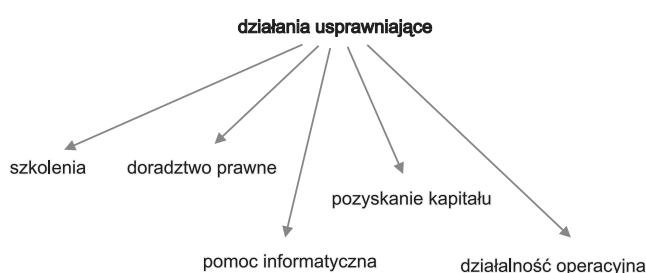 działania usprawniające
szkolenia
doradztwo prawne
pozyskanie kapitału
pomoc informatyczna
działalność operacyjna